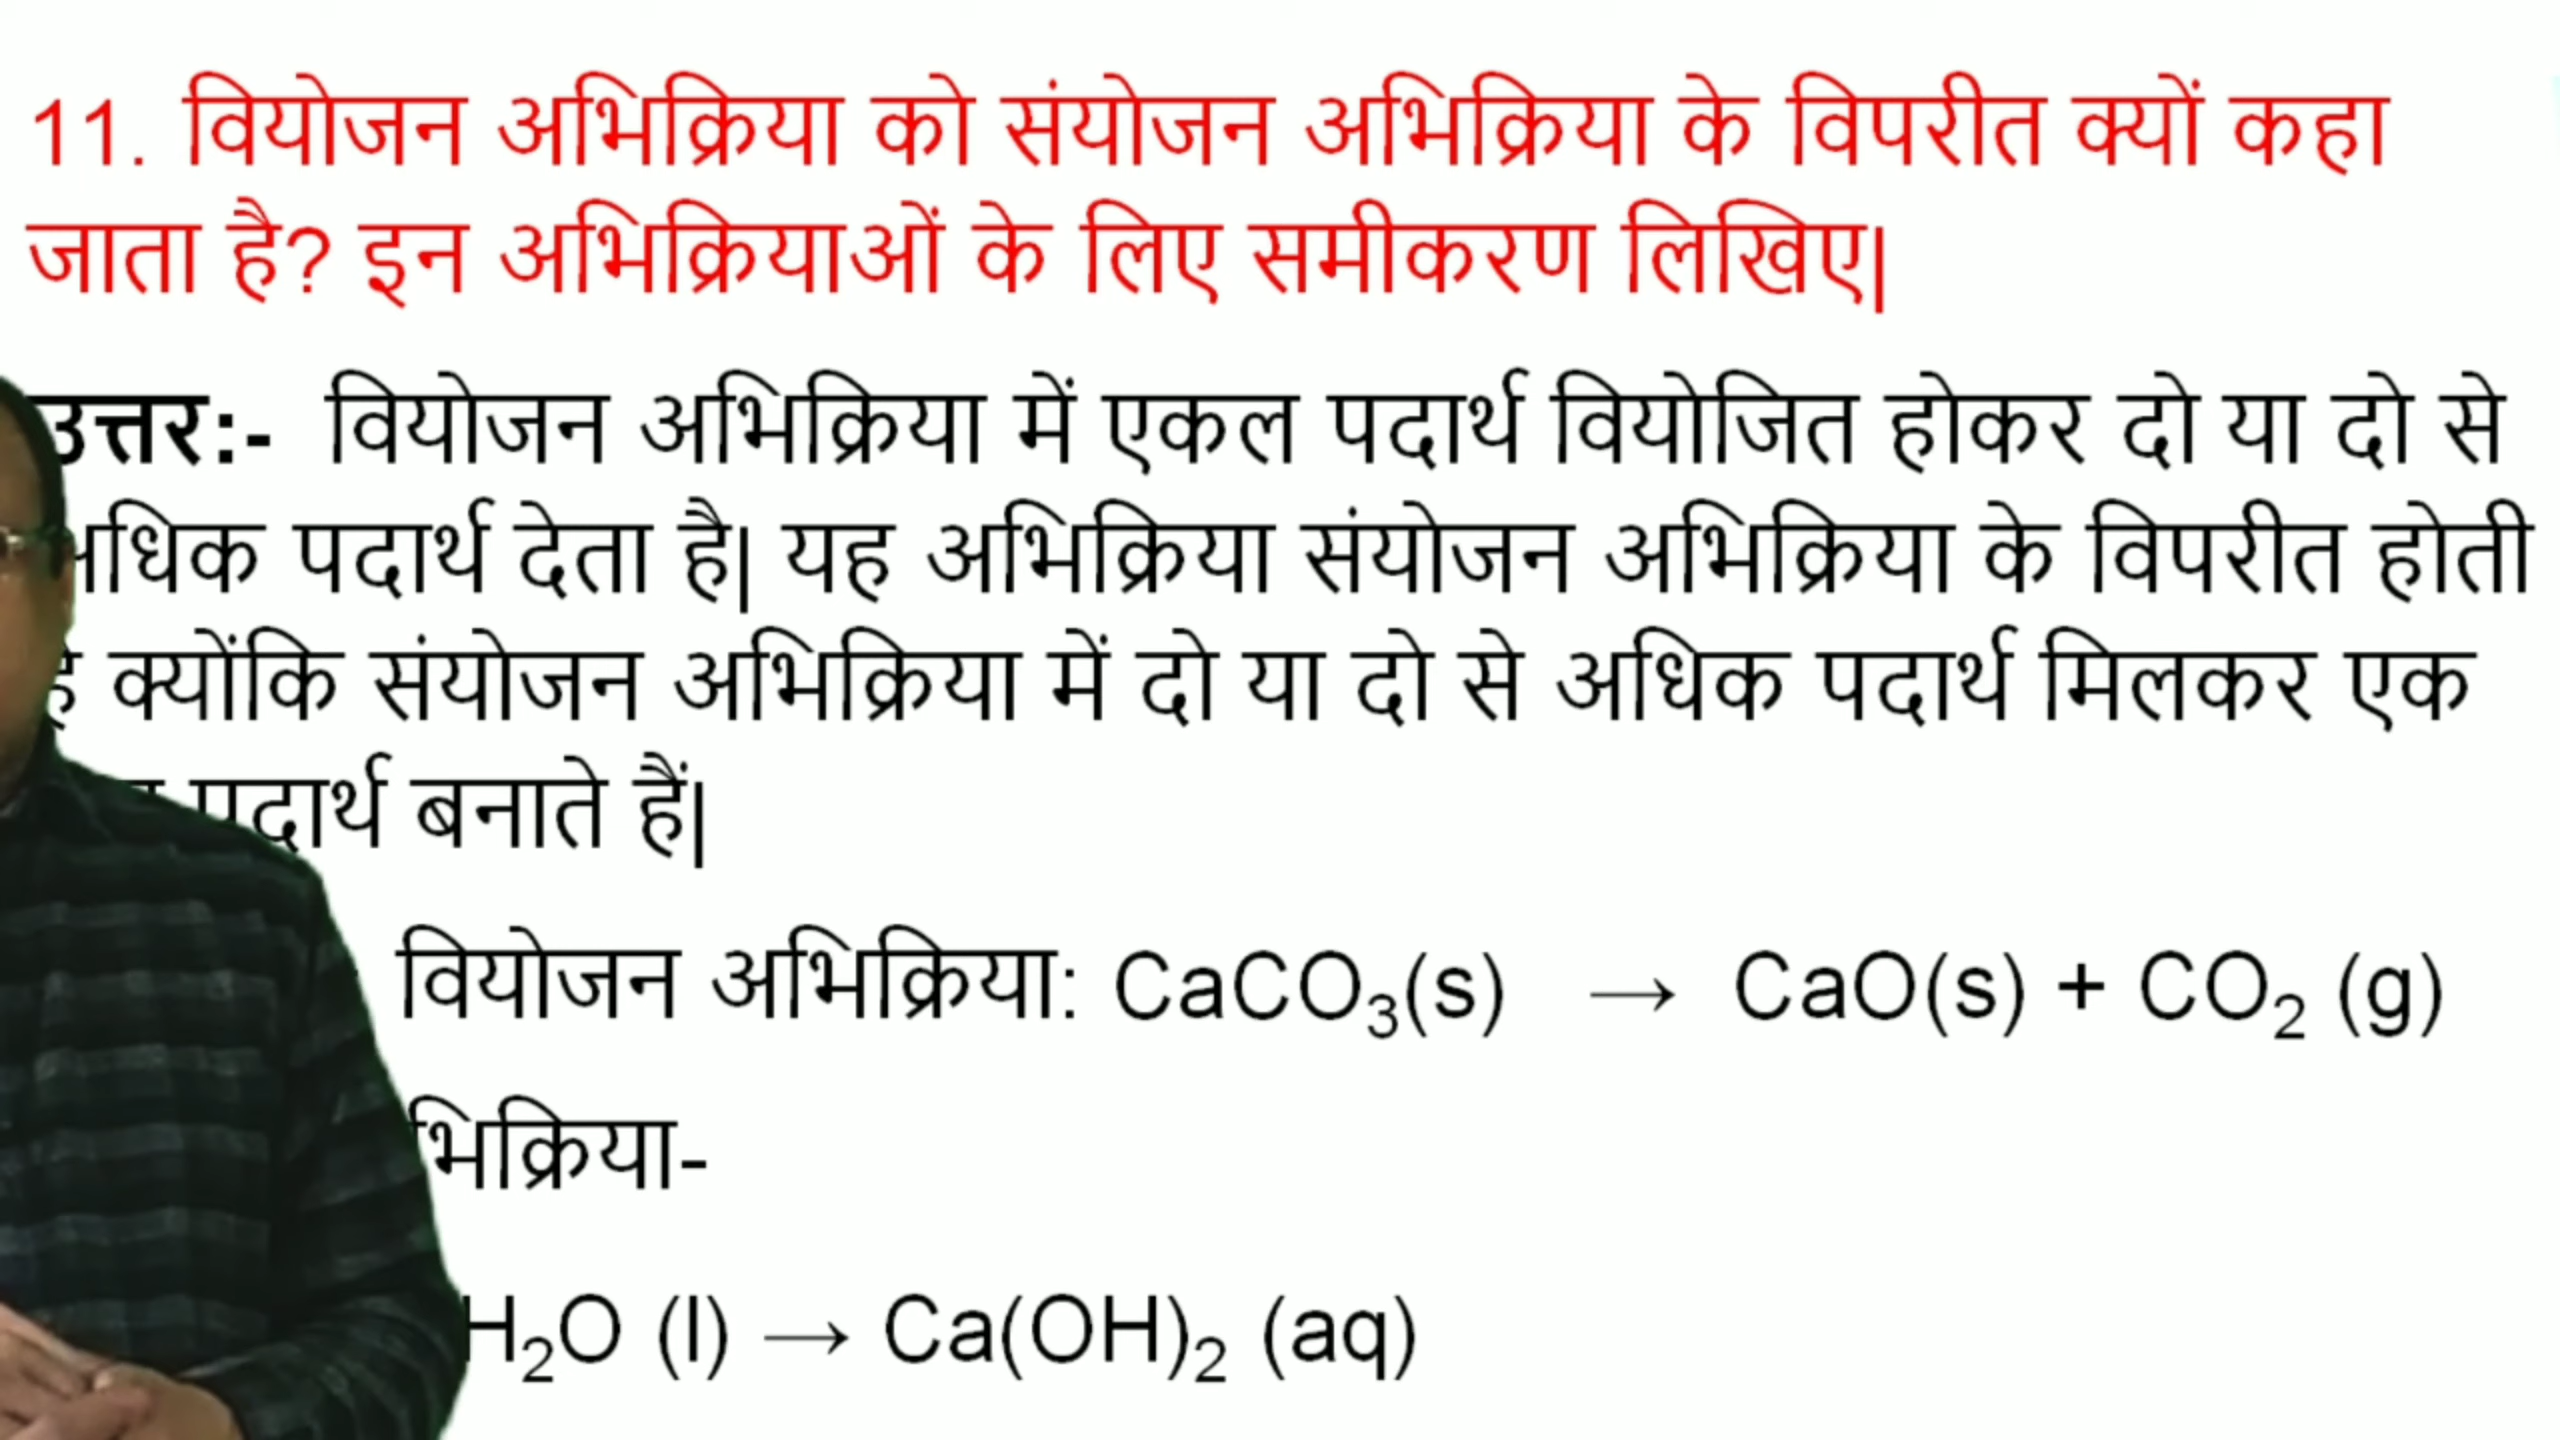 11. वियोजन अभिक्रिया को संयोजन अभिक्रिया के विपरीत क्यों कहा
जाता है? इन अभिक्रियाओं के लिए समीकरण लिखिए|
उत्तर:- वियोजन अभिक्रिया में एकल पदार्थ वियोजित होकर दो या दो से
अधिक पदार्थ देता है| यह अभिक्रिया संयोजन अभिक्रिया के विपरीत होती
है क्योंकि संयोजन अभिक्रिया में दो या दो से अधिक पदार्थ मिलकर एक
पदार्थ बनाते हैं|
वियोजन अभिक्रिया: CaCO₃(s) → CaO(s) + CO₂ (g)
भिक्रिया-
H₂O (l) → Ca(OH)₂ (aq)